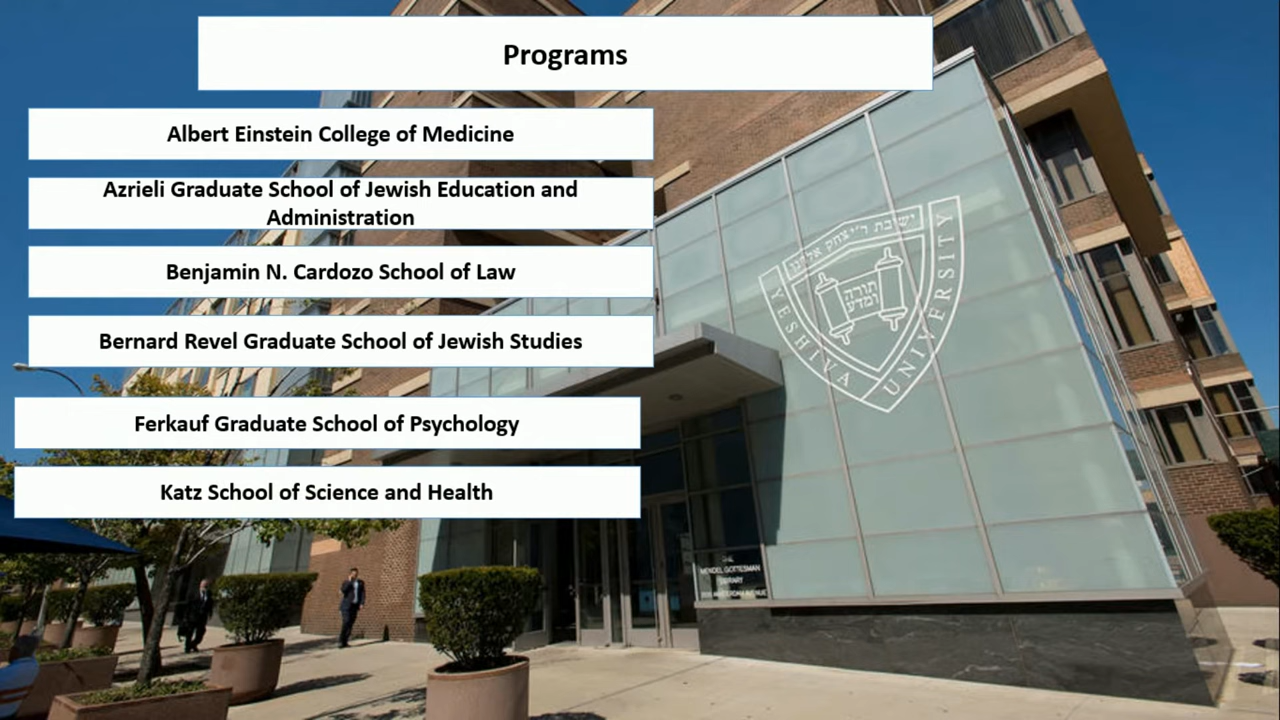 Programs
Albert Einstein College of Medicine
Azrieli Graduate School of Jewish Education and
Administration
Benjamin N. Cardozo School of Law
Bernard Revel Graduate School of Jewish Studies
Ferkauf Graduate School of Psychology
Katz School of Science and Health
ישיבת ר' יצחק אלחנן
תורה
ומדע
YESHIVA
UNIVERSITY
THE
MENDEL GOTTESMAN
LIBRARY